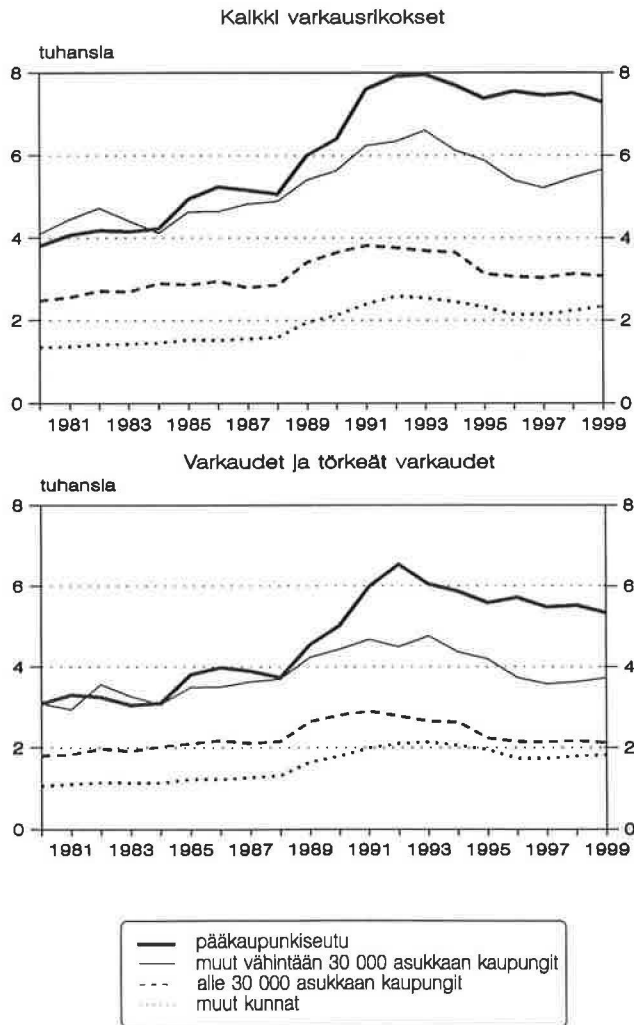 Kaikki varkausrikokset
tuhansia
8 8
6 6
4 4
2 2
0 0
1981 1983 1985 1987 1989 1991 1993 1995 1997 1999
Varkaudet ja törkeät varkaudet
tuhansia
8 8
6 6
4 4
2 2
0 0
1981 1983 1985 1987 1989 1991 1993 1995 1997 1999
pääkaupunkiseutu
muut vähintään 30 000 asukkaan kaupungit
alle 30 000 asukkaan kaupungit
muut kunnat